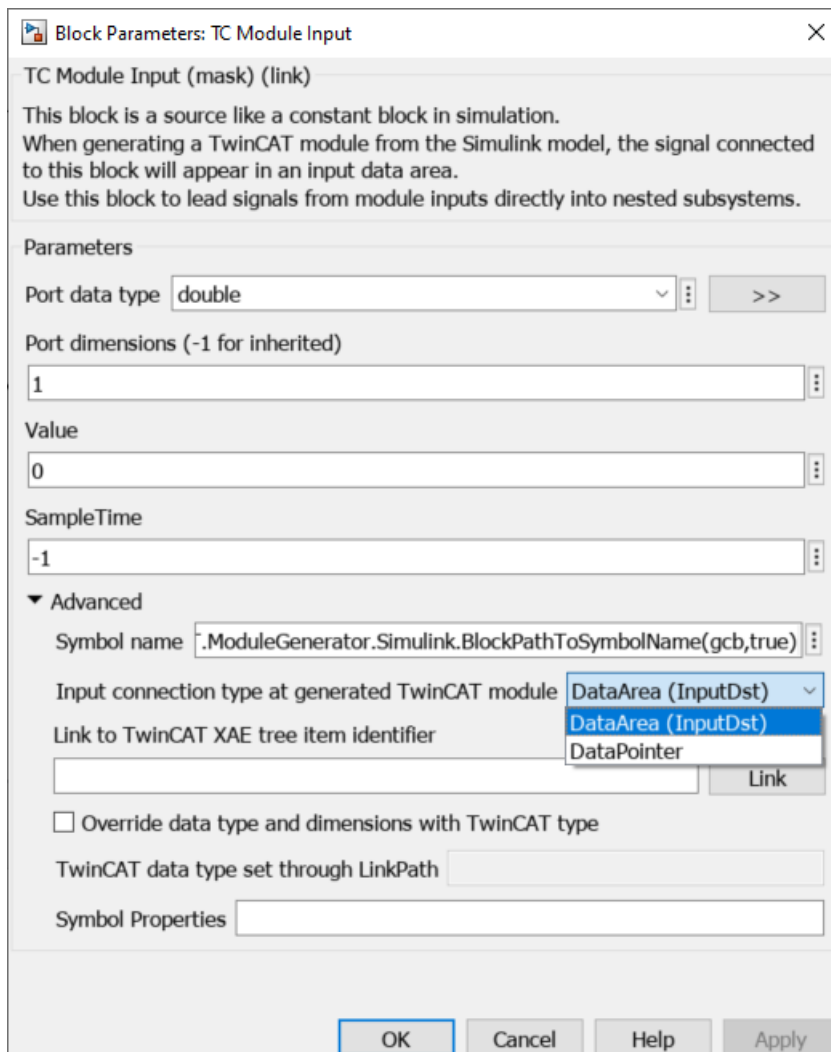 Block Parameters: TC Module Input
TC Module Input (mask) (link)
This block is a source like a constant block in simulation.
When generating a TwinCAT module from the Simulink model, the signal connected
to this block will appear in an input data area.
Use this block to lead signals from module inputs directly into nested subsystems.
Parameters
Port data type double >>
Port dimensions (-1 for inherited)
1
Value
0
SampleTime
-1
Advanced
Symbol name .ModuleGenerator.Simulink.BlockPathToSymbolName(gcb,true)
Input connection type at generated TwinCAT module DataArea (InputDst)
DataArea (InputDst)
Link to TwinCAT XAE tree item identifier
DataPointer
Link
Override data type and dimensions with TwinCAT type
TwinCAT data type set through LinkPath
Symbol Properties
OK Cancel Help Apply